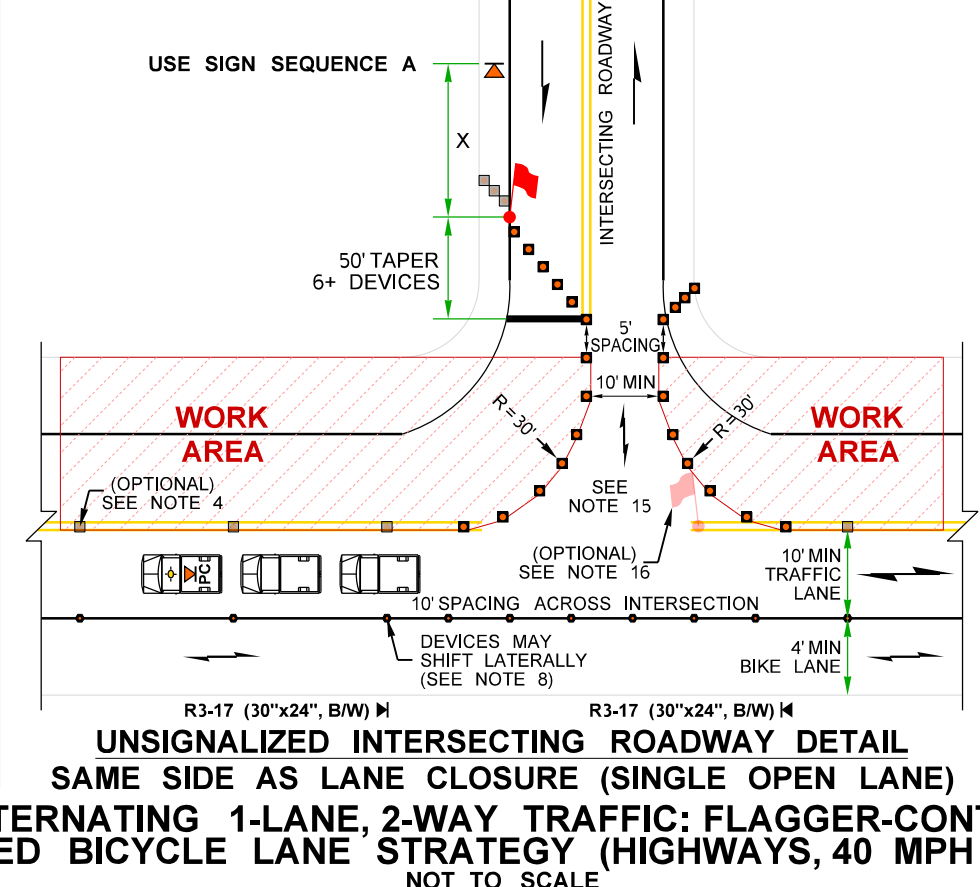 USE SIGN SEQUENCE A
X
INTERSECTING ROADWAY
50' TAPER
6+ DEVICES
5'
SPACING
10' MIN
R=30'
R=30'
WORK
AREA
WORK
AREA
(OPTIONAL)
SEE NOTE 4
SEE
NOTE 15
(OPTIONAL)
SEE NOTE 16
10' MIN
TRAFFIC
LANE
PC
10' SPACING ACROSS INTERSECTION
DEVICES MAY
SHIFT LATERALLY
(SEE NOTE 8)
4' MIN
BIKE LANE
R3-17 (30"x24", B/W)
R3-17 (30"x24", B/W)
UNSIGNALIZED INTERSECTING ROADWAY DETAIL
SAME SIDE AS LANE CLOSURE (SINGLE OPEN LANE)
TERNATING 1-LANE, 2-WAY TRAFFIC: FLAGGER-CONT
ED BICYCLE LANE STRATEGY (HIGHWAYS, 40 MPH
NOT TO SCALE